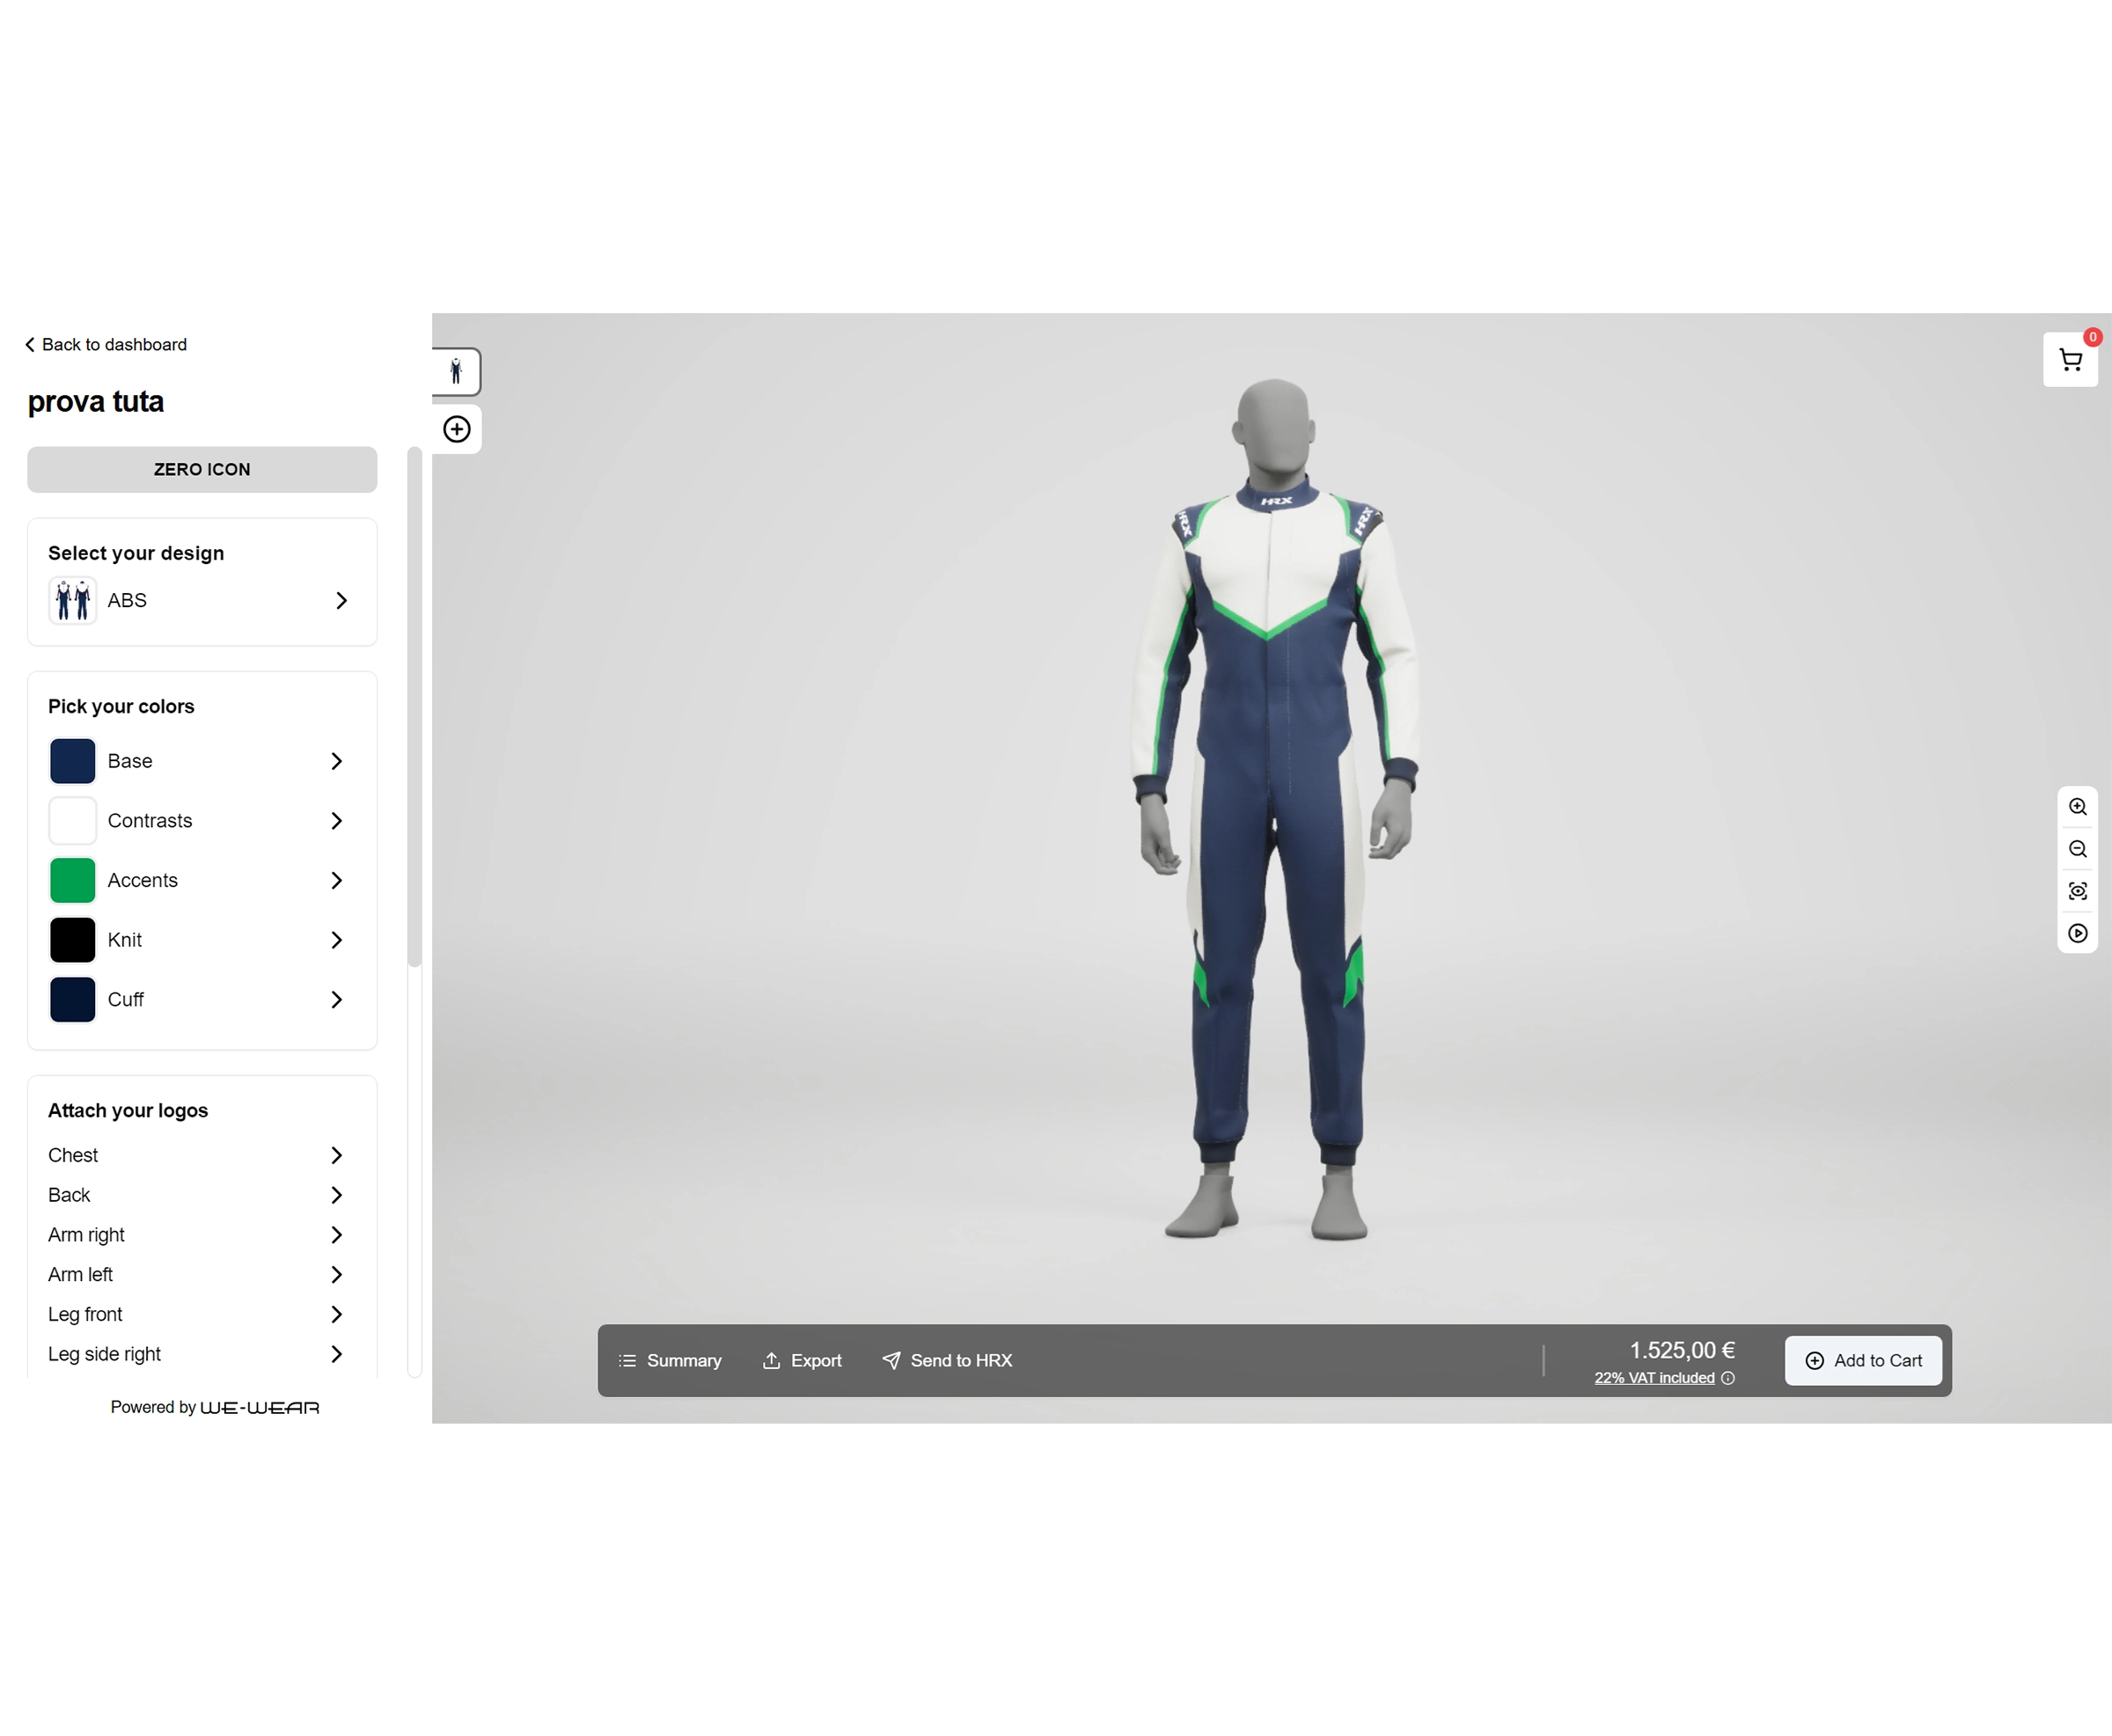 Back to dashboard
prova tuta
ZERO ICON
Select your design
ABS
Pick your colors
Base
Contrasts
Accents
Knit
Cuff
Attach your logos
Chest
Back
Arm right
Arm left
Leg front
Leg side right
Powered by WE-WEAR
0
HRX
HRX
HRX
Summary
Export
Send to HRX
1.525,00 €
22% VAT included
Add to Cart